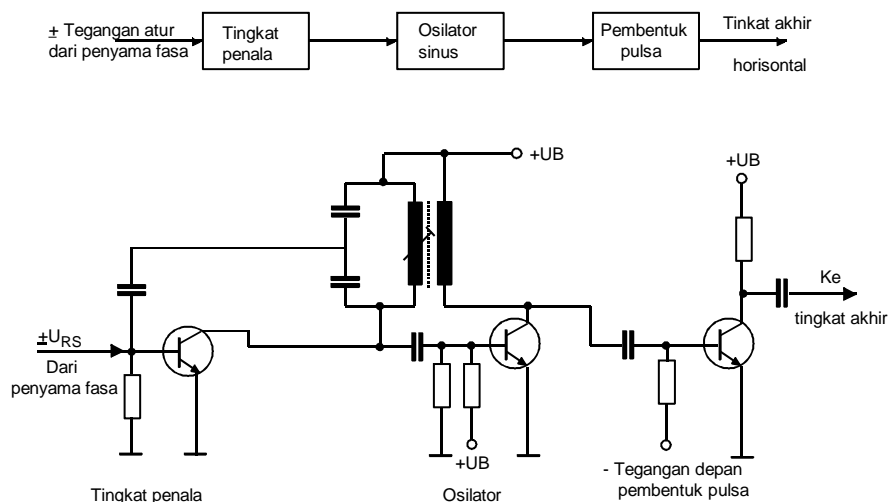 ± Tegangan atur
dari penyama fasa
Tingkat
penala
Osilator
sinus
Pembentuk
pulsa
Tinkat akhir
horisontal
+UB
+UB
Ke
tingkat akhir
±URS
Dari
penyama fasa
+UB
- Tegangan depan
pembentuk pulsa
Tingkat penala
Osilator